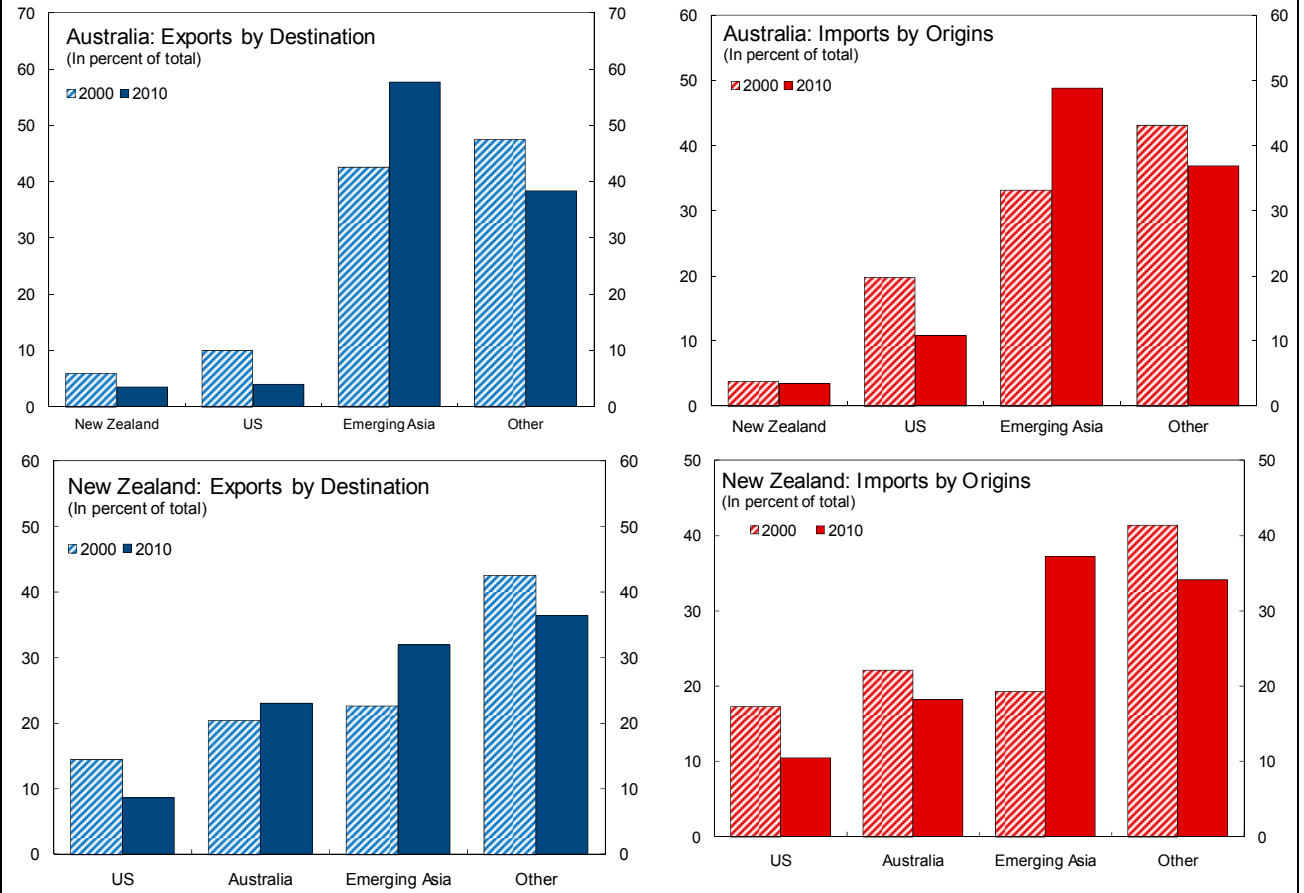 Australia: Exports by Destination
(In percent of total)
2000 2010
70 70
60 60
50 50
40 40
30 30
20 20
10 10
0 0
New Zealand US Emerging Asia Other
Australia: Imports by Origins
(In percent of total)
2000 2010
60 60
50 50
40 40
30 30
20 20
10 10
0 0
New Zealand US Emerging Asia Other
New Zealand: Exports by Destination
(In percent of total)
2000 2010
60 60
50 50
40 40
30 30
20 20
10 10
0 0
US Australia Emerging Asia Other
New Zealand: Imports by Origins
(In percent of total)
2000 2010
50 50
40 40
30 30
20 20
10 10
0 0
US Australia Emerging Asia Other